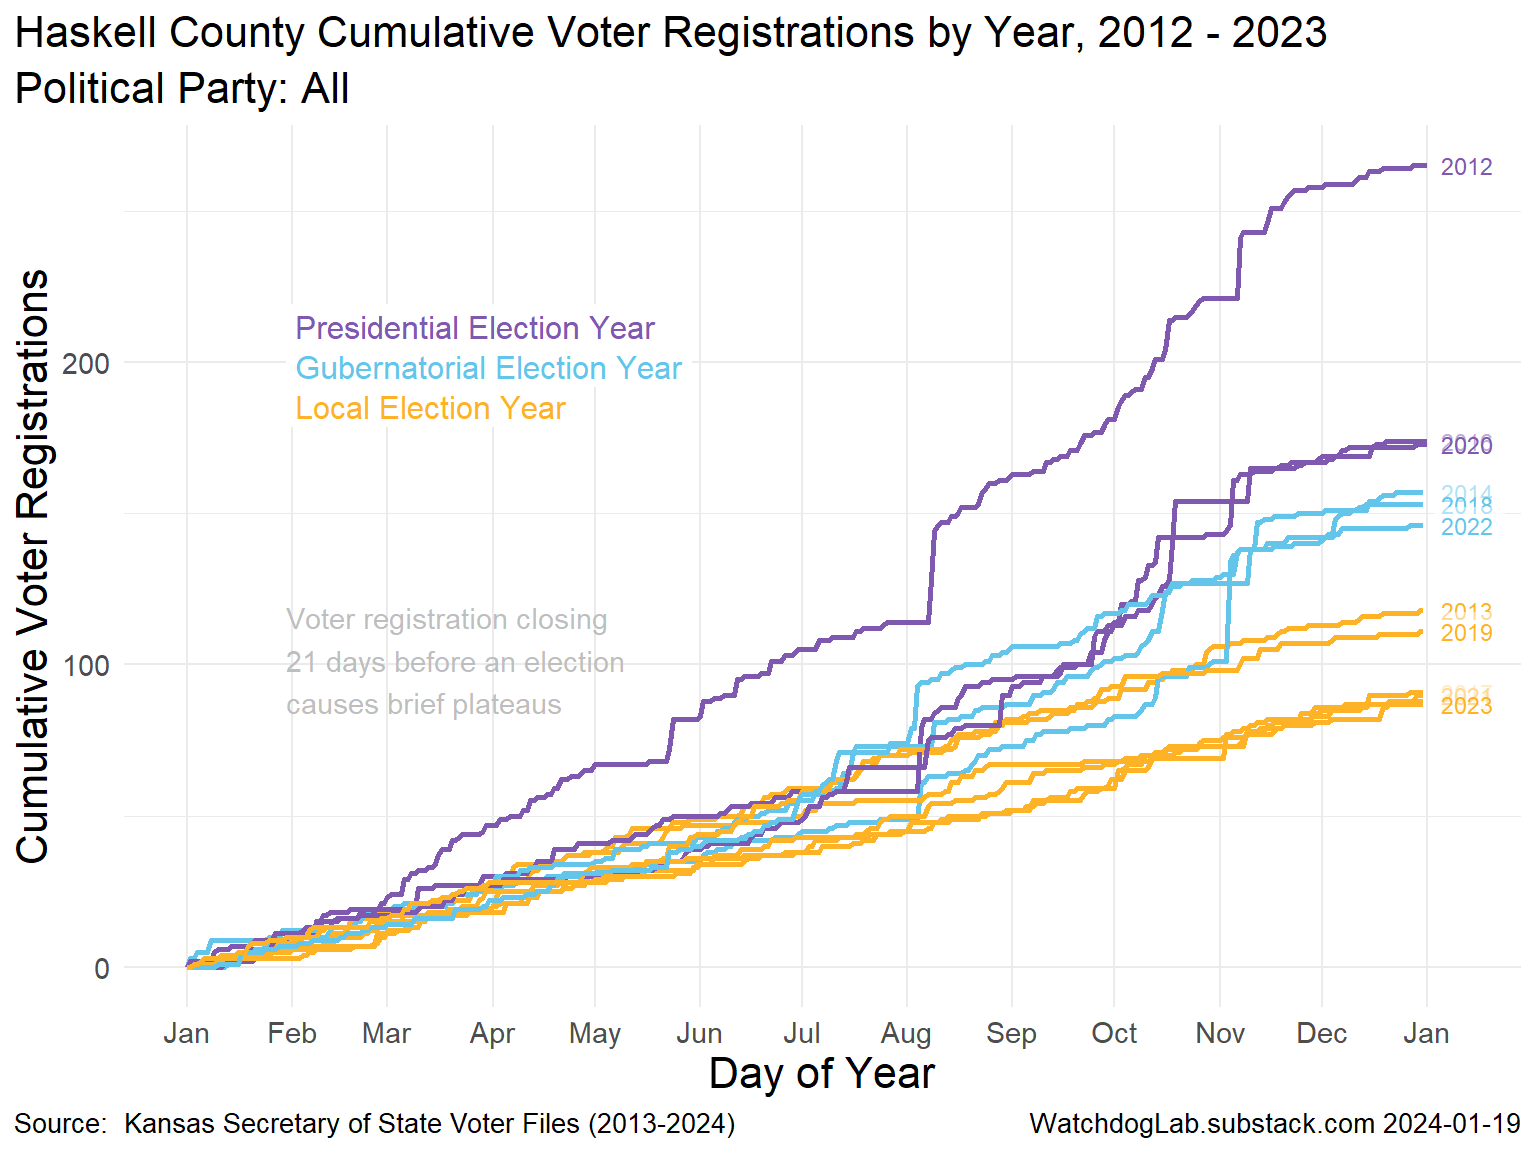 Haskell County Cumulative Voter Registrations by Year, 2012 - 2023
Political Party: All
Cumulative Voter Registrations
200
100
0
Presidential Election Year
Gubernatorial Election Year
Local Election Year
Voter registration closing
21 days before an election
causes brief plateaus
2012
2020
2014
2018
2022
2013
2019
2023
Jan Feb Mar Apr May Jun Jul Aug Sep Oct Nov Dec Jan
Day of Year
Source:  Kansas Secretary of State Voter Files (2013-2024)
WatchdogLab.substack.com 2024-01-19